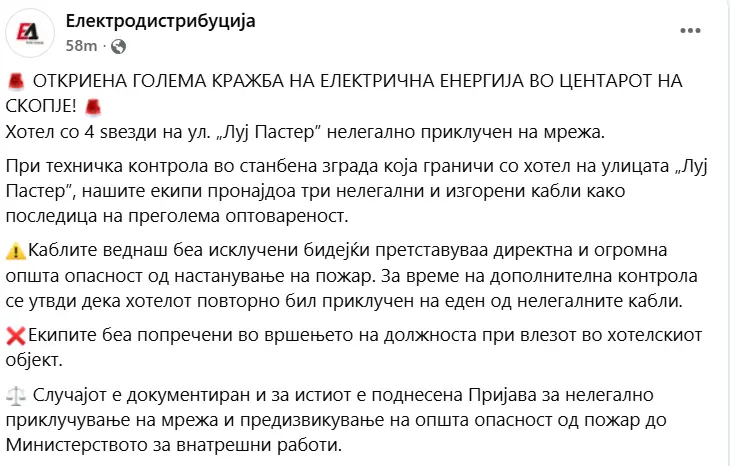 Електродистрибуција
58m ·
🚨 ОТКРИЕНА ГОЛЕМА КРАЖБА НА ЕЛЕКТРИЧНА ЕНЕРГИЈА ВО ЦЕНТАРОТ НА
СКОПЈЕ! 🚨
Хотел со 4 ѕвезди на ул. „Луј Пастер” нелегално приклучен на мрежа.
При техничка контрола во станбена зграда која граничи со хотел на улицата „Луј
Пастер”, нашите екипи пронајдоа три нелегални и изгорени кабли како
последица на преголема оптовареност.
⚠️Каблите веднаш беа исклучени бидејќи претставуваа директна и огромна
општа опасност од настанување на пожар. За време на дополнителна контрола
се утврди дека хотелот повторно бил приклучен на еден од нелегалните кабли.
❌Екипите беа попречени во вршењето на должноста при влезот во хотелскиот
објект.
⚖️ Случајот е документиран и за истиот е поднесена Пријава за нелегално
приклучување на мрежа и предизвикување на општа опасност од пожар до
Министерството за внатрешни работи.